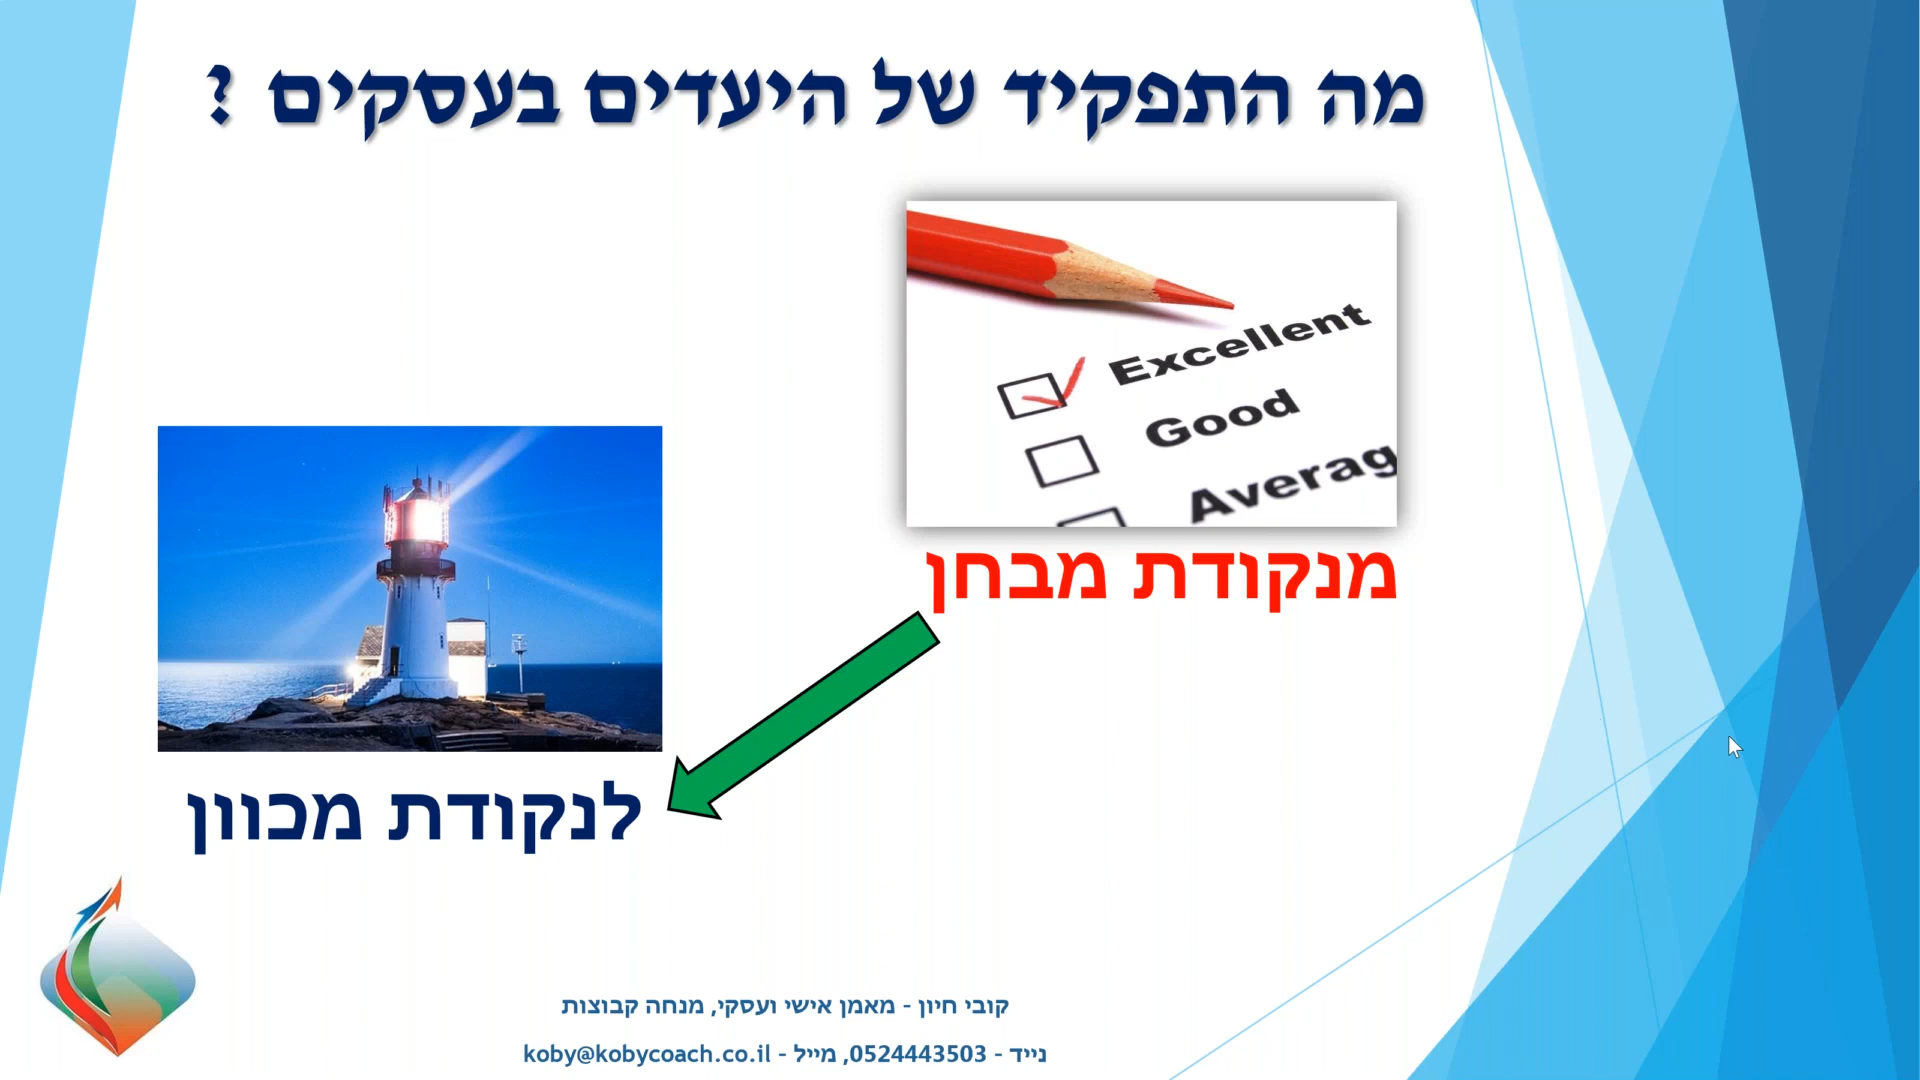 מה התפקיד של היעדים בעסקים ?
Excellent
Good
Averag
מנקודת מבחן
לנקודת מכוון
קובי חיון - מאמן אישי ועסקי, מנחה קבוצות
נייד - 0524443503, מייל - koby@kobycoach.co.il